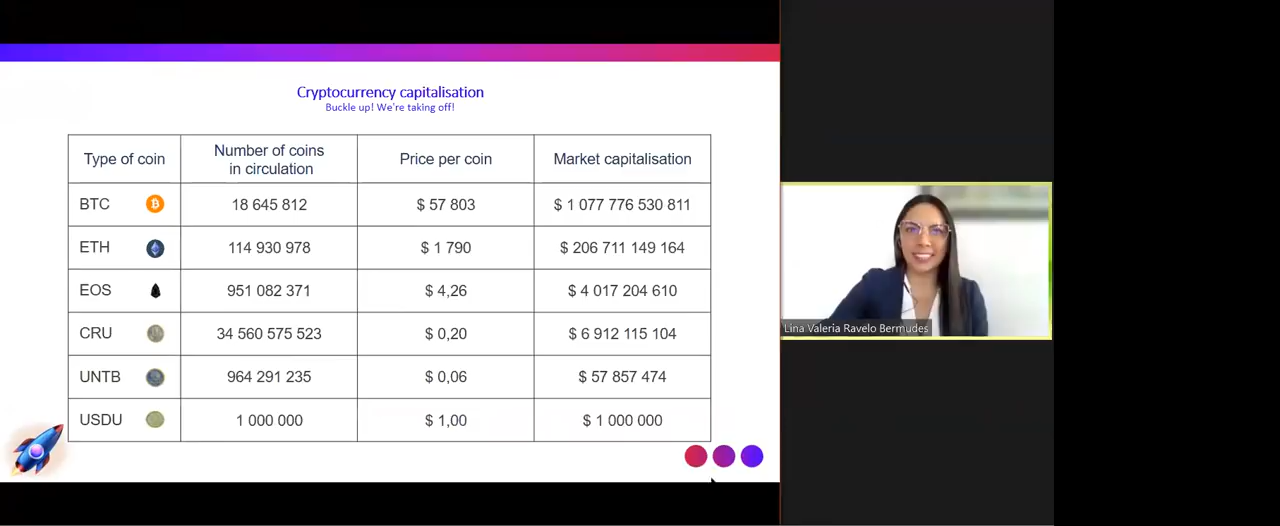 Cryptocurrency capitalisation
Buckle up! We're taking off!
Type of coin
Number of coins
in circulation
Price per coin
Market capitalisation
BTC 18 645 812 $ 57 803 $ 1 077 776 530 811
ETH 114 930 978 $ 1 790 $ 206 711 149 164
EOS 951 082 371 $ 4,26 $ 4 017 204 610
CRU 34 560 575 523 $ 0,20 $ 6 912 115 104
UNTB 964 291 235 $ 0,06 $ 57 857 474
USDU 1 000 000 $ 1,00 $ 1 000 000
Lina Valeria Ravelo Bermudes